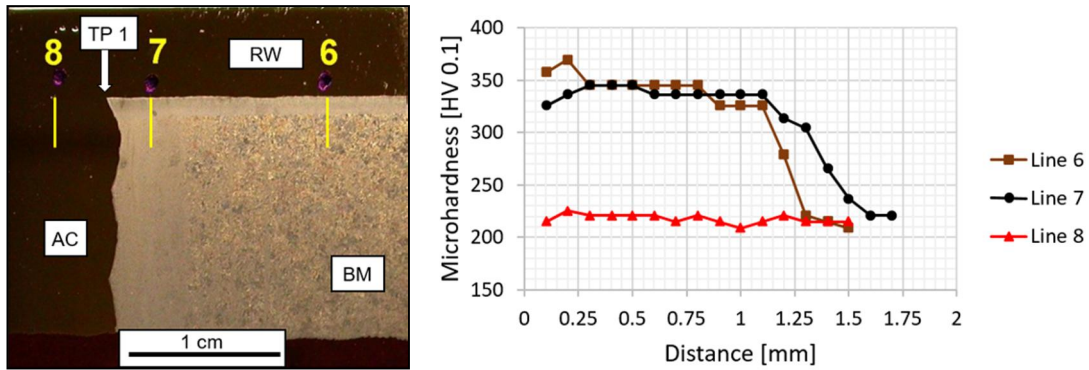 TP 1
8
7
RW
6
AC
BM
1 cm
Microhardness [HV 0.1]
400
350
300
250
200
150
0
0.25
0.5
0.75
1
1.25
1.5
1.75
2
Distance [mm]
Line 6
Line 7
Line 8